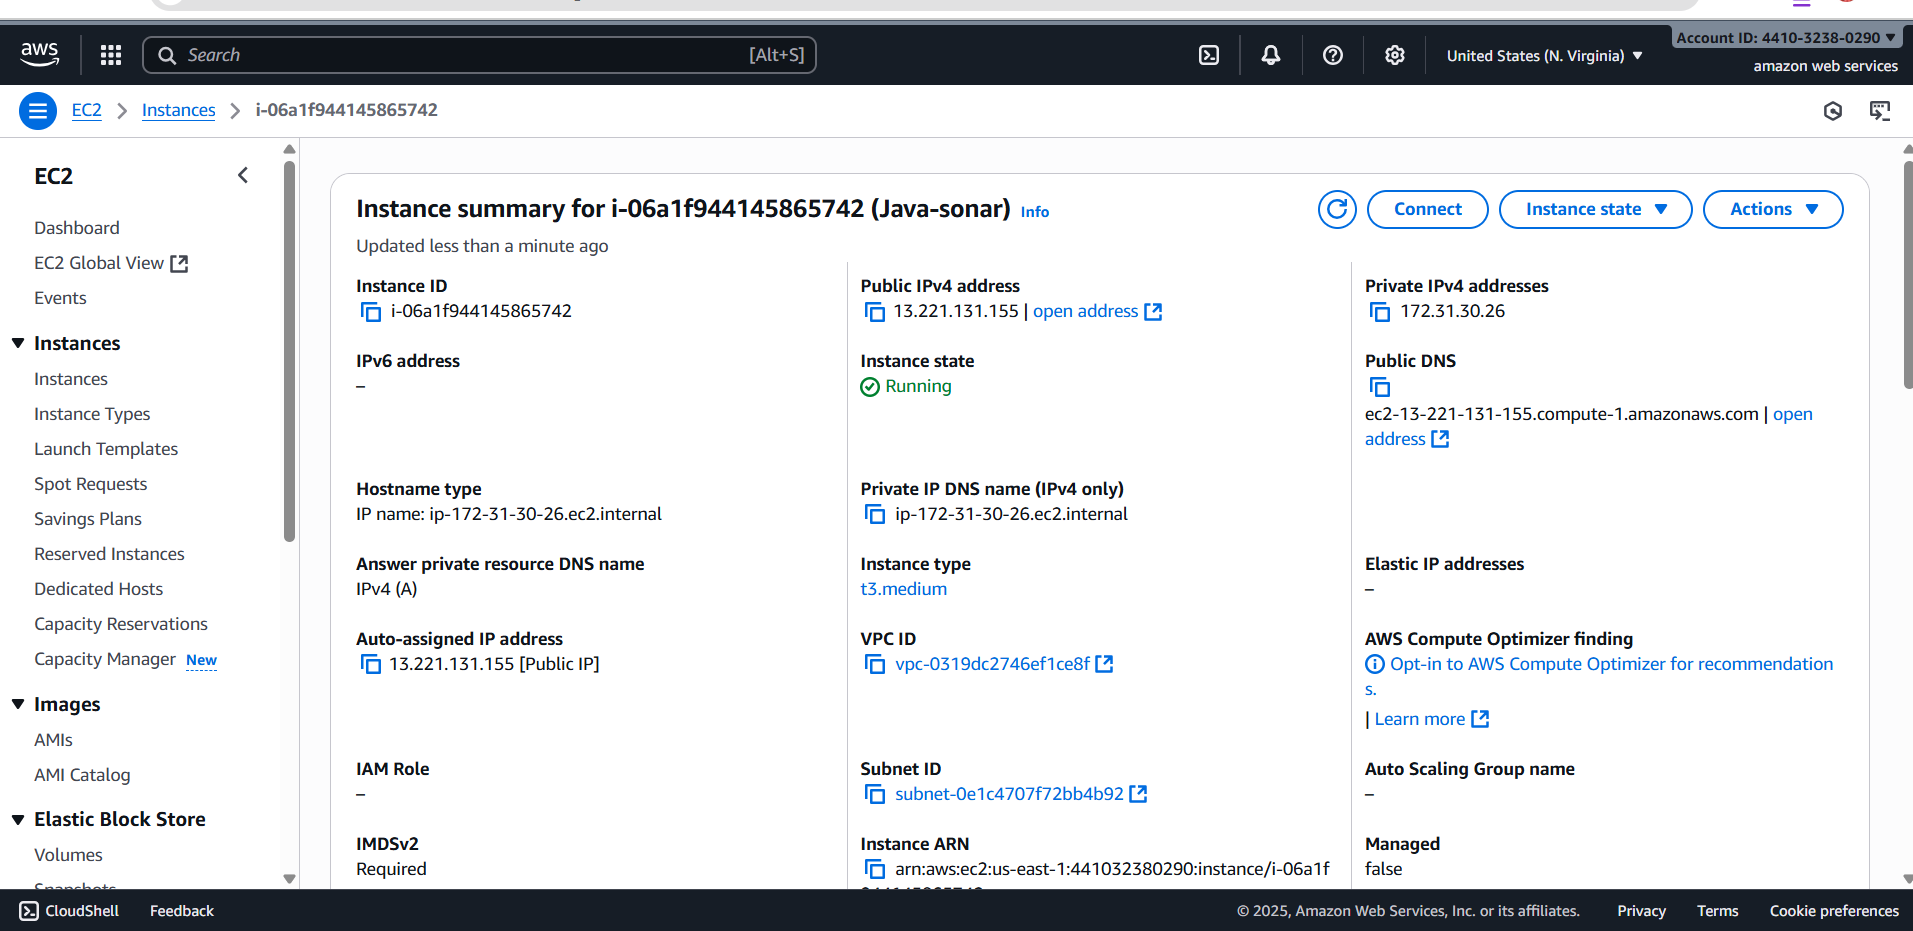 aws
Search
[Alt+S]
United States (N. Virginia)
Account ID: 4410-3238-0290
amazon web services
EC2
Instances
i-06a1f944145865742
EC2
Dashboard
EC2 Global View
Events
Instances
Instances
Instance Types
Launch Templates
Spot Requests
Savings Plans
Reserved Instances
Dedicated Hosts
Capacity Reservations
Capacity Manager New
Images
AMIs
AMI Catalog
Elastic Block Store
Volumes
Snapshots
Instance summary for i-06a1f944145865742 (Java-sonar) Info
Updated less than a minute ago
Connect
Instance state
Actions
Instance ID
i-06a1f944145865742
Public IPv4 address
13.221.131.155 | open address
Private IPv4 addresses
172.31.30.26
IPv6 address
–
Instance state
Running
Public DNS
ec2-13-221-131-155.compute-1.amazonaws.com | open
address
Hostname type
IP name: ip-172-31-30-26.ec2.internal
Private IP DNS name (IPv4 only)
ip-172-31-30-26.ec2.internal
Answer private resource DNS name
IPv4 (A)
Instance type
t3.medium
Elastic IP addresses
–
Auto-assigned IP address
13.221.131.155 [Public IP]
VPC ID
vpc-0319dc2746ef1ce8f
AWS Compute Optimizer finding
Opt-in to AWS Compute Optimizer for recommendation
s.
| Learn more
IAM Role
–
Subnet ID
subnet-0e1c4707f72bb4b92
Auto Scaling Group name
–
IMDSv2
Required
Instance ARN
arn:aws:ec2:us-east-1:441032380290:instance/i-06a1f
Managed
false
CloudShell
Feedback
© 2025, Amazon Web Services, Inc. or its affiliates.
Privacy
Terms
Cookie preferences